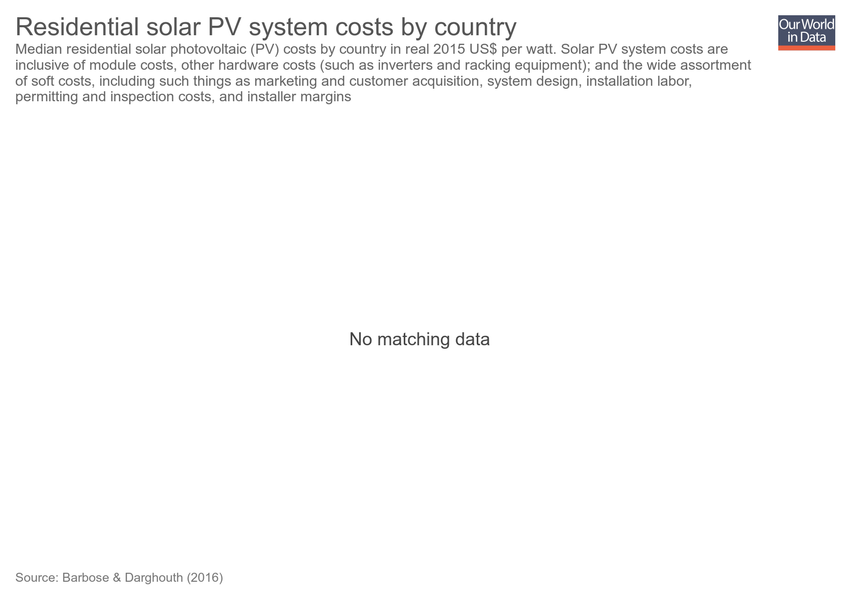 Residential solar PV system costs by country
Our World
in Data
Median residential solar photovoltaic (PV) costs by country in real 2015 US$ per watt. Solar PV system costs are
inclusive of module costs, other hardware costs (such as inverters and racking equipment); and the wide assortment
of soft costs, including such things as marketing and customer acquisition, system design, installation labor,
permitting and inspection costs, and installer margins
No matching data
Source: Barbose & Darghouth (2016)